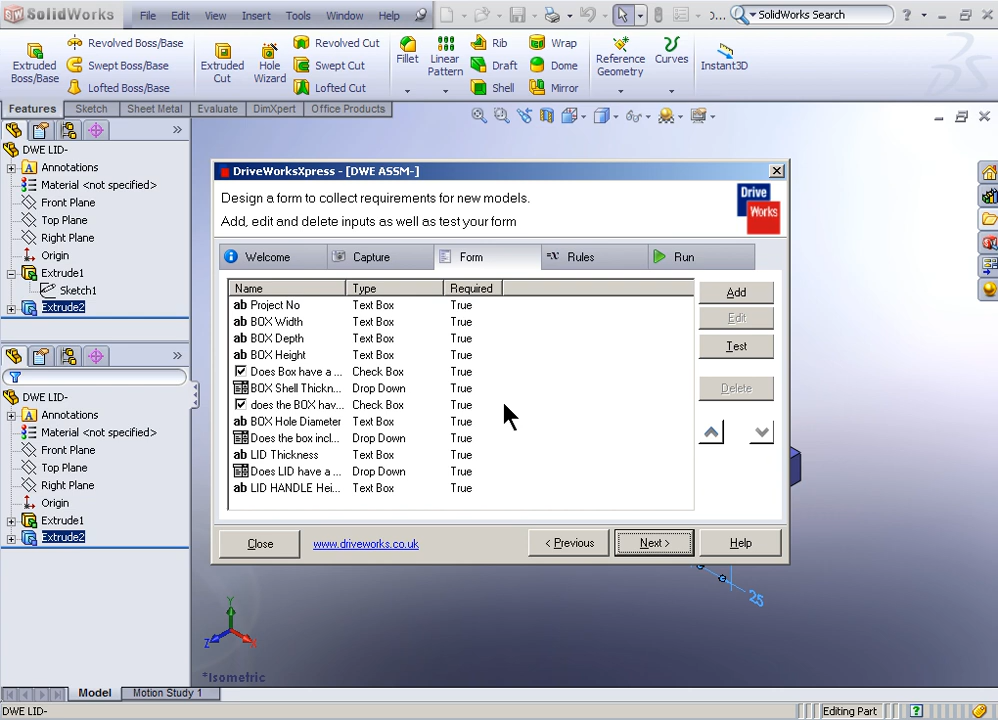 SolidWorks File Edit View Insert Tools Window Help SolidWorks Search
Extruded Boss/Base
Revolved Boss/Base
Swept Boss/Base
Lofted Boss/Base
Extruded Cut
Hole Wizard
Revolved Cut
Swept Cut
Lofted Cut
Fillet
Linear Pattern
Rib
Draft
Shell
Wrap
Dome
Mirror
Reference Geometry
Curves
Instant3D
Features Sketch Sheet Metal Evaluate DimXpert Office Products
DWE LID-
Annotations
Material <not specified>
Front Plane
Top Plane
Right Plane
Origin
Extrude1
Sketch1
Extrude2
DWE LID-
Annotations
Material <not specified>
Front Plane
Top Plane
Right Plane
Origin
Extrude1
Extrude2
DriveWorksXpress - [DWE ASSM-]
Design a form to collect requirements for new models.
Add, edit and delete inputs as well as test your form
Drive Works
Welcome Capture Form Rules Run
Name Type Required
ab Project No Text Box True
ab BOX Width Text Box True
ab BOX Depth Text Box True
ab BOX Height Text Box True
Does Box have a ... Check Box True
BOX Shell Thickn... Drop Down True
does the BOX hav... Check Box True
ab BOX Hole Diameter Text Box True
Does the box incl... Drop Down True
ab LID Thickness Text Box True
Does LID have a ... Drop Down True
ab LID HANDLE Hei... Text Box True
Add
Edit
Test
Delete
Close www.driveworks.co.uk < Previous Next > Help
25
Y
Z X
*Isometric
Model Motion Study 1
DWE LID- Editing Part